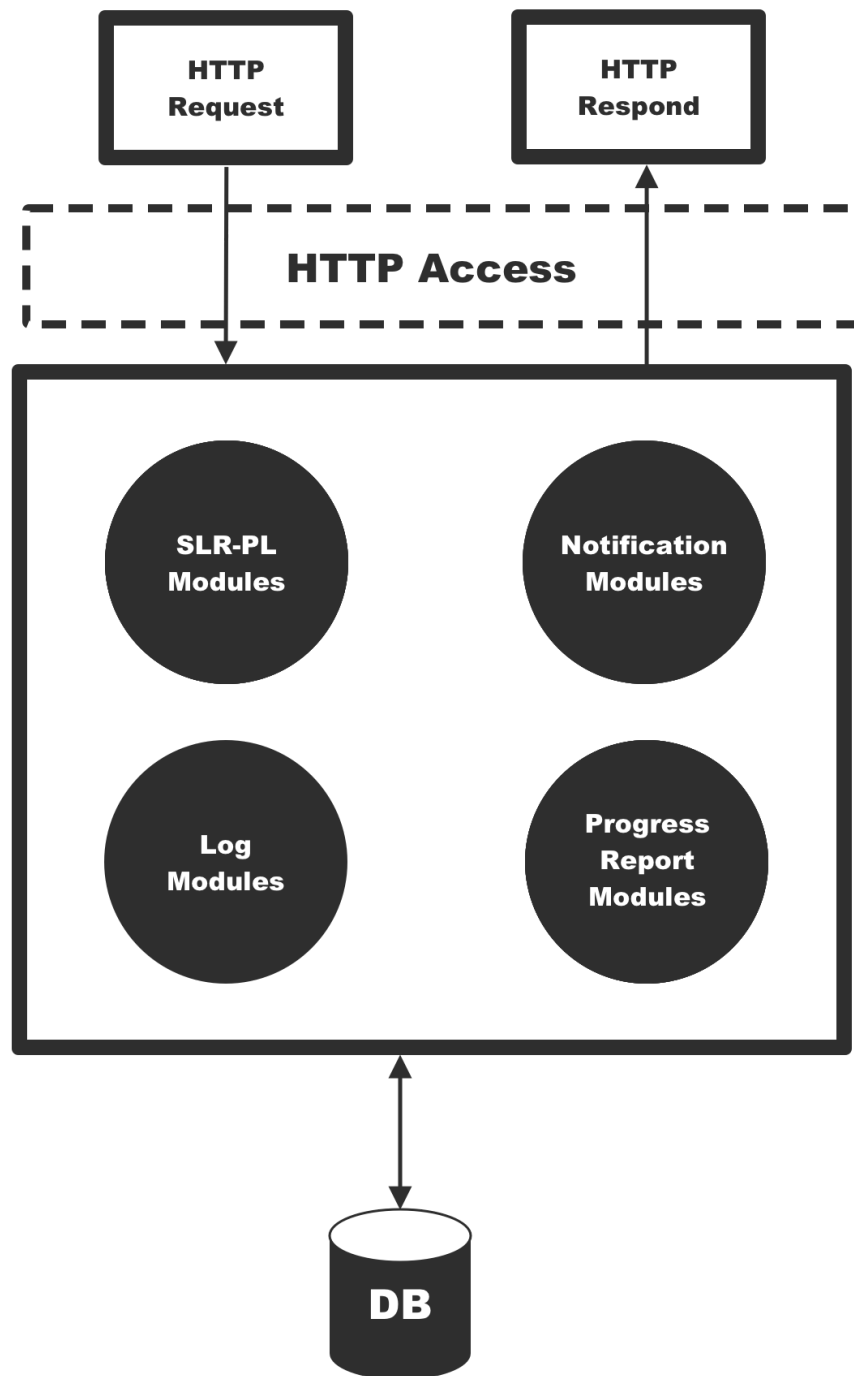 HTTP
Request
HTTP
Respond
HTTP Access
SLR-PL
Modules
Notification
Modules
Log
Modules
Progress
Report
Modules
DB